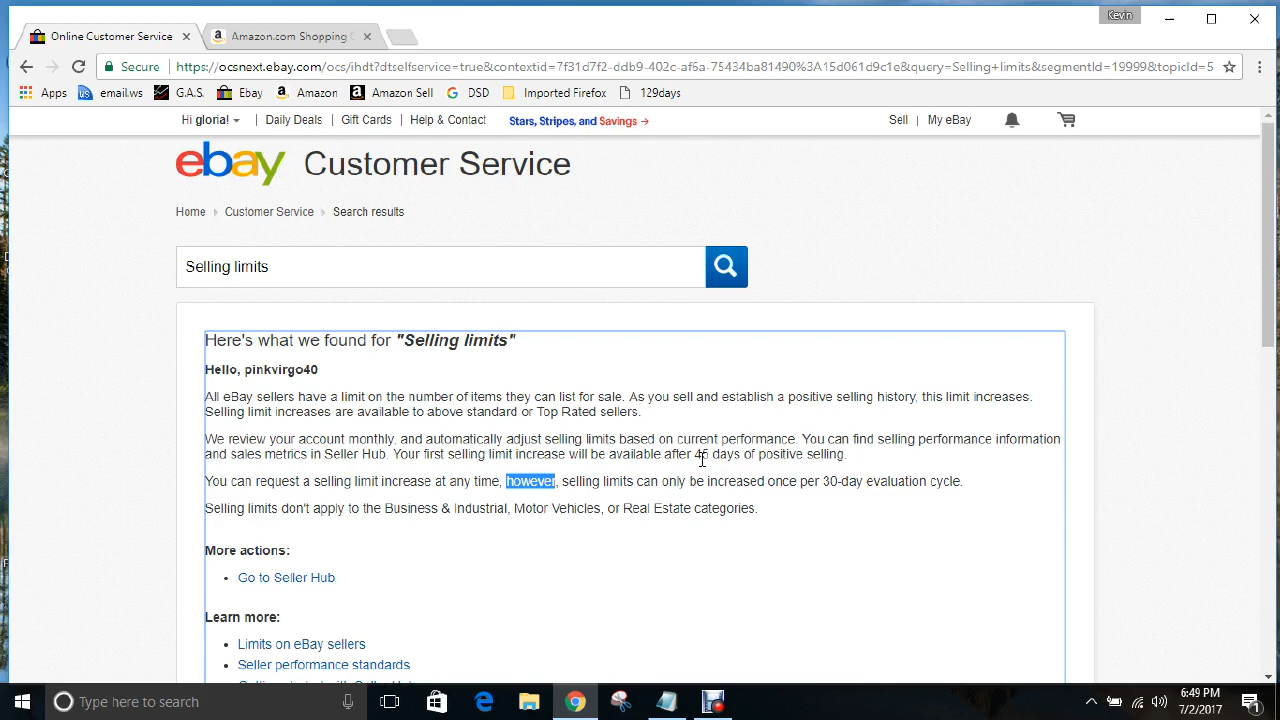 Kevin
Online Customer Service
Amazon.com Shopping C
Secure
https://ocsnext.ebay.com/ocs/ihdt?dtselfservice=true&contextid=7f31d7f2-ddb9-402c-af6a-75434ba81490%3A15d061d9c1e&query=Selling+limits&segmentId=19999&topicId=5
Apps
email.ws
G.A.S.
Ebay
Amazon
Amazon Sell
DSD
Imported Firefox
129days
Hi gloria!
Daily Deals
Gift Cards
Help & Contact
Stars, Stripes, and Savings →
Sell
My eBay
ebay Customer Service
Home
Customer Service
Search results
Selling limits
Here's what we found for "Selling limits"
Hello, pinkvirgo40
All eBay sellers have a limit on the number of items they can list for sale. As you sell and establish a positive selling history, this limit increases.
Selling limit increases are available to above standard or Top Rated sellers.
We review your account monthly, and automatically adjust selling limits based on current performance. You can find selling performance information
and sales metrics in Seller Hub. Your first selling limit increase will be available after 45 days of positive selling.
You can request a selling limit increase at any time, however, selling limits can only be increased once per 30-day evaluation cycle.
Selling limits don't apply to the Business & Industrial, Motor Vehicles, or Real Estate categories.
More actions:
• Go to Seller Hub
Learn more:
• Limits on eBay sellers
• Seller performance standards
Type here to search
6:49 PM
7/2/2017
1